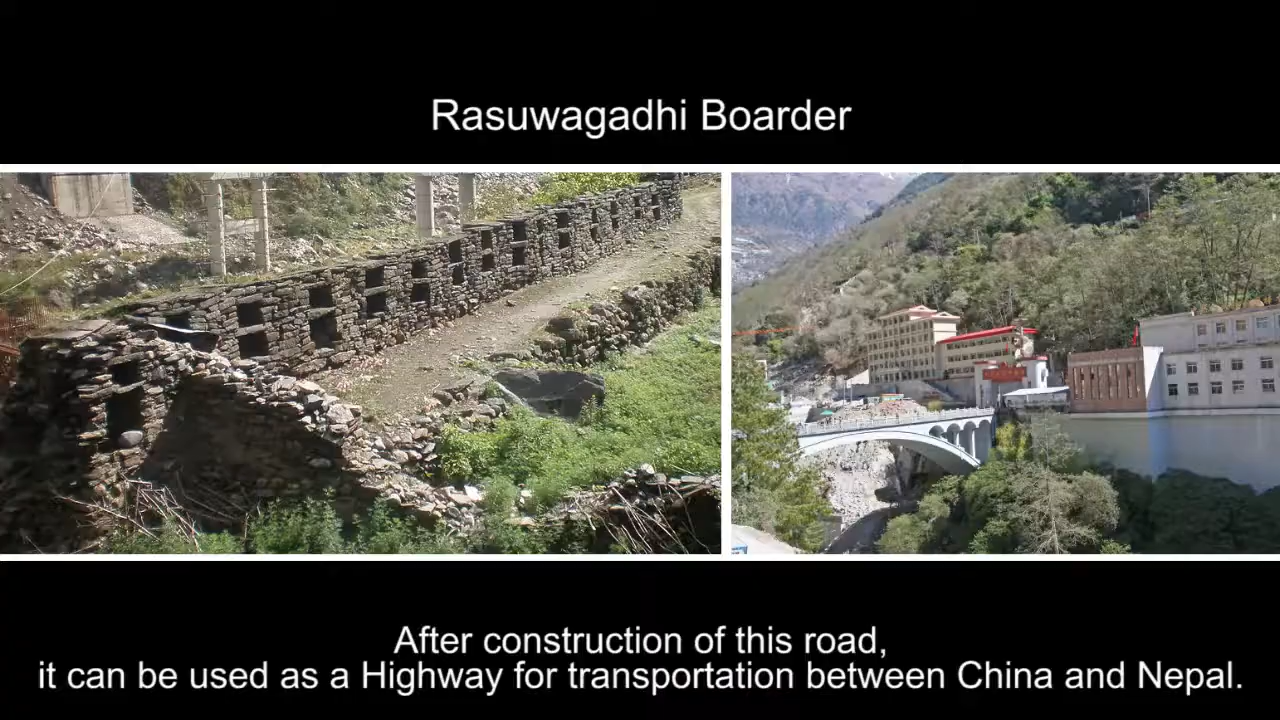 Rasuwagadhi Boarder
After construction of this road,
it can be used as a Highway for transportation between China and Nepal.